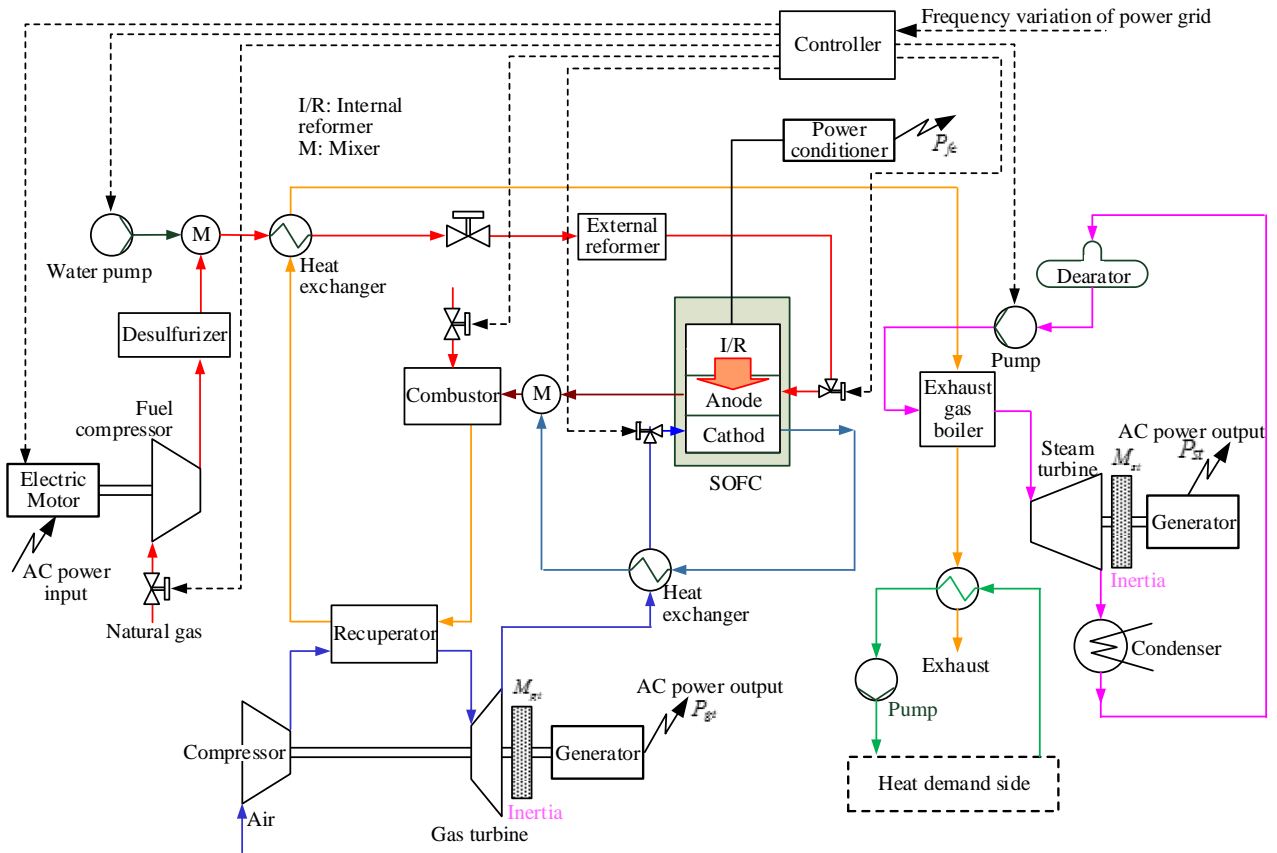 Frequency variation of power grid
Controller
I/R: Internal
reformer
M: Mixer
Power
conditioner
P_fc
M
External
reformer
Water pump
Heat
exchanger
Dearator
Desulfurizer
I/R
Pump
Combustor
M
Anode
Exhaust
gas
boiler
Fuel
compressor
Cathod
AC power output
P_st
Steam
turbine
M_st
Electric
Motor
SOFC
Generator
AC power
input
Heat
exchanger
Inertia
Natural gas
Recuperator
Exhaust
Condenser
M_gt
AC power output
P_gt
Pump
Compressor
Generator
Heat demand side
Air
Inertia
Gas turbine